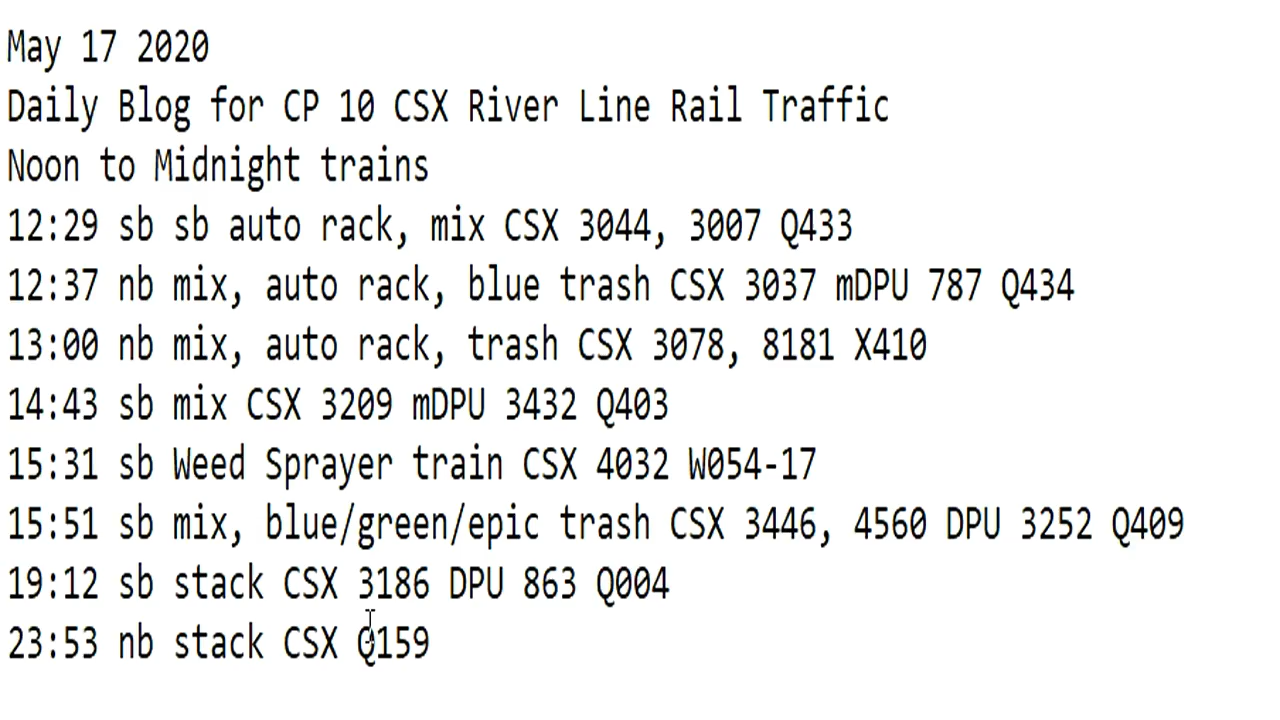 May 17 2020
Daily Blog for CP 10 CSX River Line Rail Traffic
Noon to Midnight trains
12:29 sb sb auto rack, mix CSX 3044, 3007 Q433
12:37 nb mix, auto rack, blue trash CSX 3037 mDPU 787 Q434
13:00 nb mix, auto rack, trash CSX 3078, 8181 X410
14:43 sb mix CSX 3209 mDPU 3432 Q403
15:31 sb Weed Sprayer train CSX 4032 W054-17
15:51 sb mix, blue/green/epic trash CSX 3446, 4560 DPU 3252 Q409
19:12 sb stack CSX 3186 DPU 863 Q004
23:53 nb stack CSX Q159